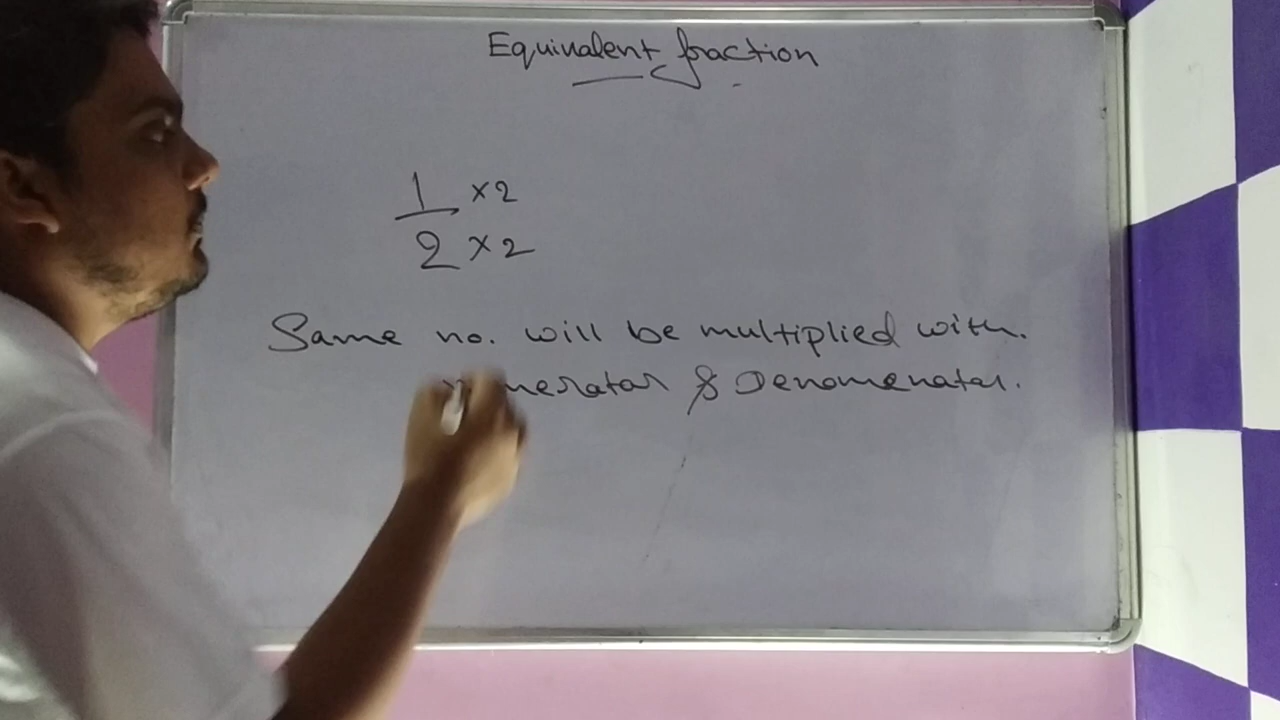 Equivalent fraction
1 ×2
2 ×2
Same no. will be multiplied with.
& Denomenator.